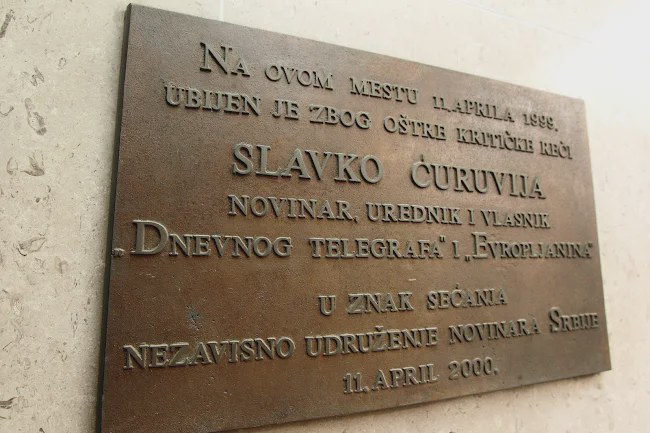 NA OVOM MESTU 11.APRILA 1999.
UBIJEN JE ZBOG OŠTRE KRITIČKE REČI
SLAVKO ĆURUVIJA
NOVINAR, UREDNIK I VLASNIK
„DNEVNOG TELEGRAFA“ I „EVROPLJANINA“
U ZNAK SEĆANJA
NEZAVISNO UDRUŽENJE NOVINARA SRBIJE
11. APRIL 2000.